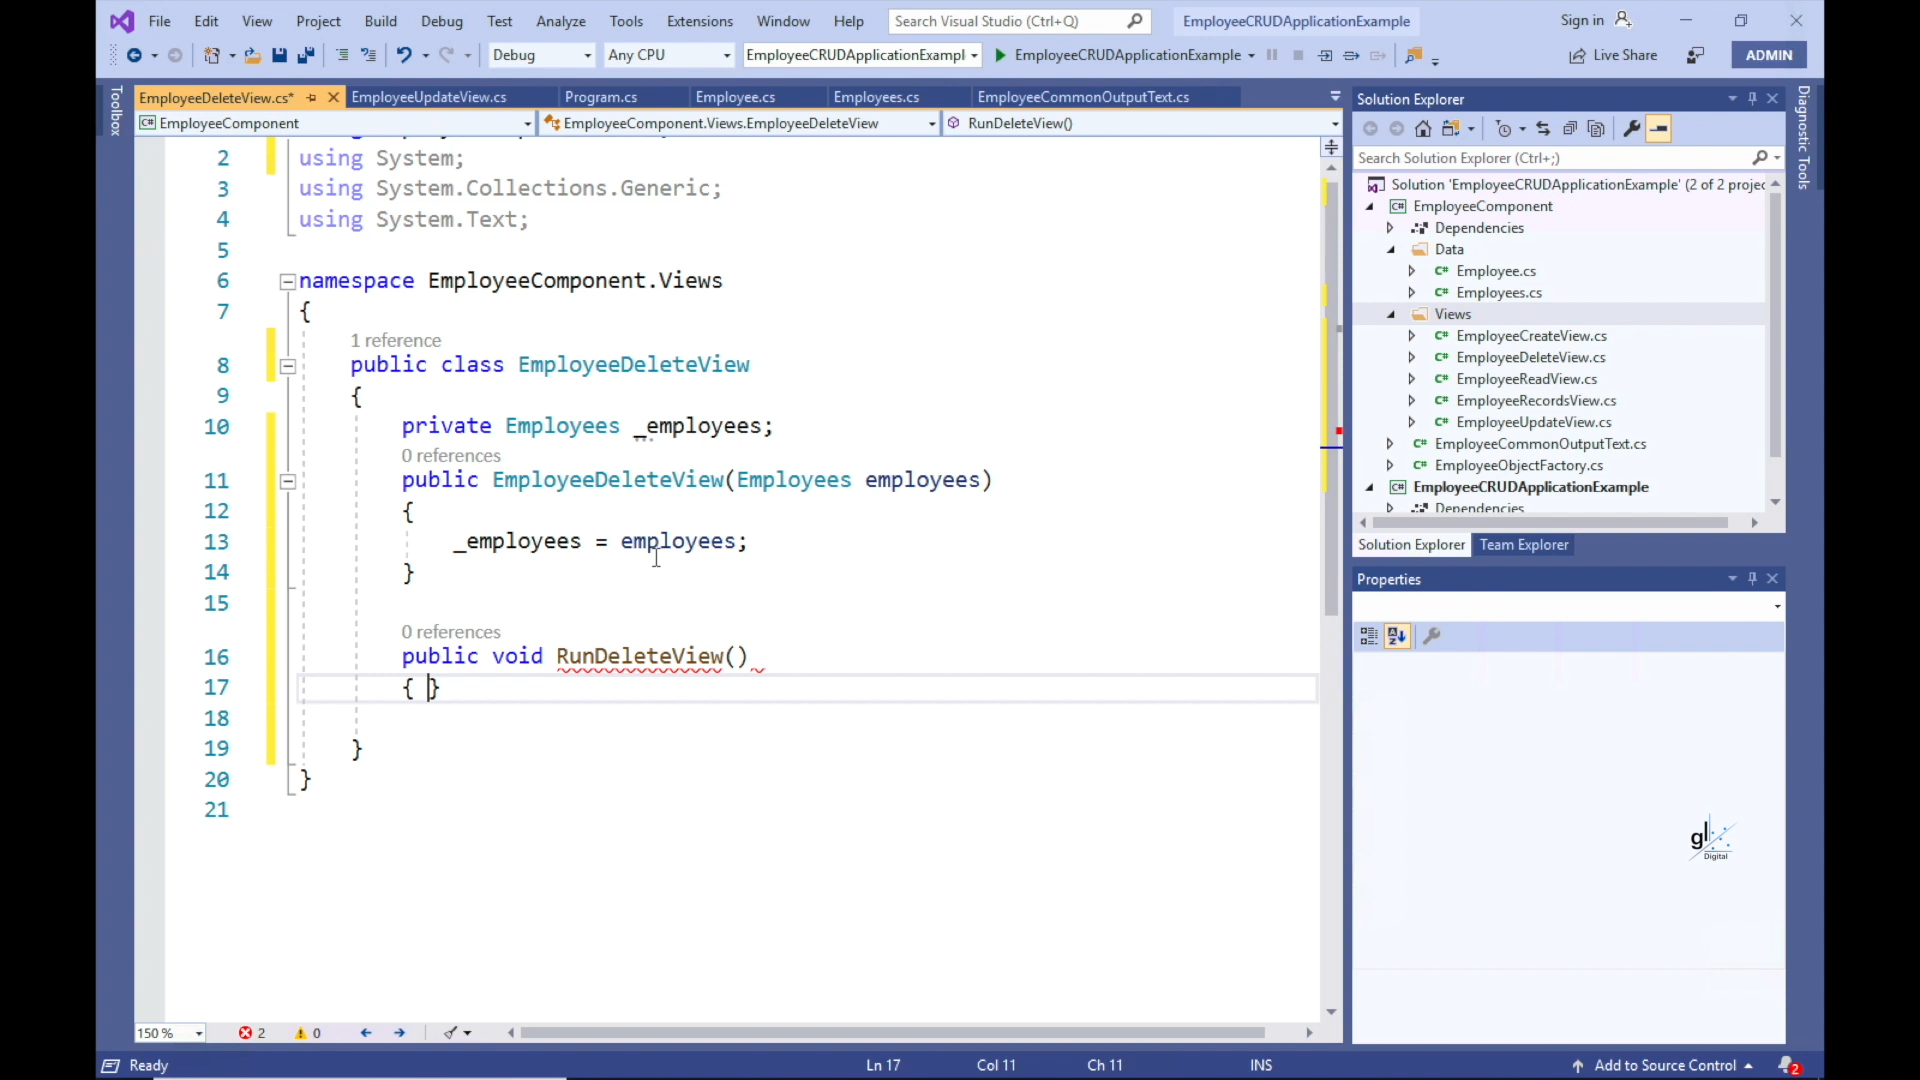 File Edit View Project Build Debug Test Analyze Tools Extensions Window Help Search Visual Studio (Ctrl+Q) EmployeeCRUDApplicationExample Sign in
Debug Any CPU EmployeeCRUDApplicationExampl EmployeeCRUDApplicationExample Live Share ADMIN
Toolbox
EmployeeDeleteView.cs* EmployeeUpdateView.cs Program.cs Employee.cs Employees.cs EmployeeCommonOutputText.cs
C# EmployeeComponent EmployeeComponent.Views.EmployeeDeleteView RunDeleteView()
2 using System;
3 using System.Collections.Generic;
4 using System.Text;
5
6 namespace EmployeeComponent.Views
7 {
1 reference
8 public class EmployeeDeleteView
9 {
10 private Employees _employees;
0 references
11 public EmployeeDeleteView(Employees employees)
12 {
13 _employees = employees;
14 }
15
0 references
16 public void RunDeleteView()
17 { }
18
19 }
20 }
21
150 % 2 0
Solution Explorer
Search Solution Explorer (Ctrl+;)
Solution 'EmployeeCRUDApplicationExample' (2 of 2 projec
C# EmployeeComponent
Dependencies
Data
C# Employee.cs
C# Employees.cs
Views
C# EmployeeCreateView.cs
C# EmployeeDeleteView.cs
C# EmployeeReadView.cs
C# EmployeeRecordsView.cs
C# EmployeeUpdateView.cs
C# EmployeeCommonOutputText.cs
C# EmployeeObjectFactory.cs
C# EmployeeCRUDApplicationExample
Dependencies
Solution Explorer Team Explorer
Properties
Diagnostic Tools
gl
Digital
Ready Ln 17 Col 11 Ch 11 INS Add to Source Control 2